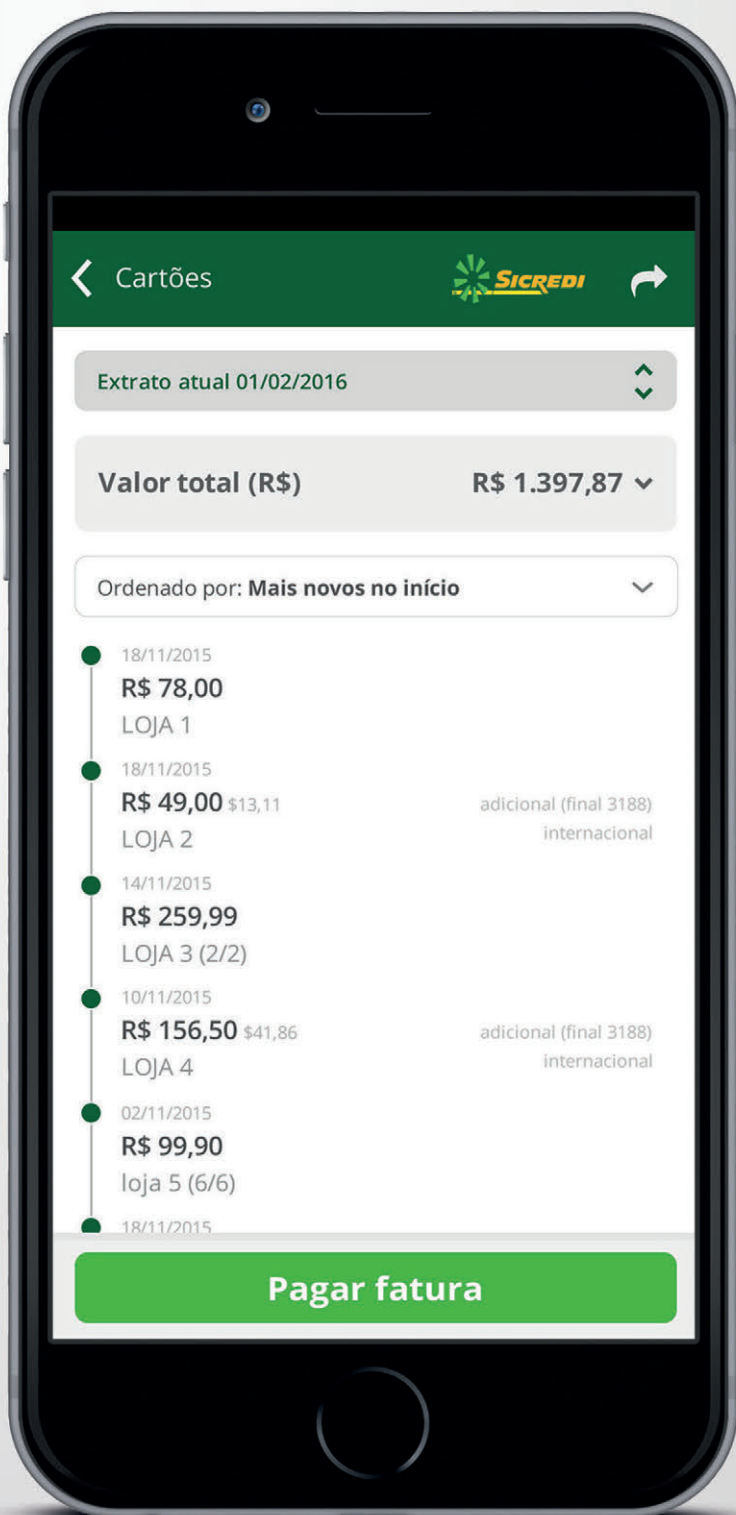 Cartões
SICREDI
Extrato atual 01/02/2016
Valor total (R$) R$ 1.397,87
Ordenado por: Mais novos no início
18/11/2015
R$ 78,00
LOJA 1
18/11/2015
R$ 49,00 $13,11 adicional (final 3188)
LOJA 2 internacional
14/11/2015
R$ 259,99
LOJA 3 (2/2)
10/11/2015
R$ 156,50 $41,86 adicional (final 3188)
LOJA 4 internacional
02/11/2015
R$ 99,90
loja 5 (6/6)
18/11/2015
Pagar fatura